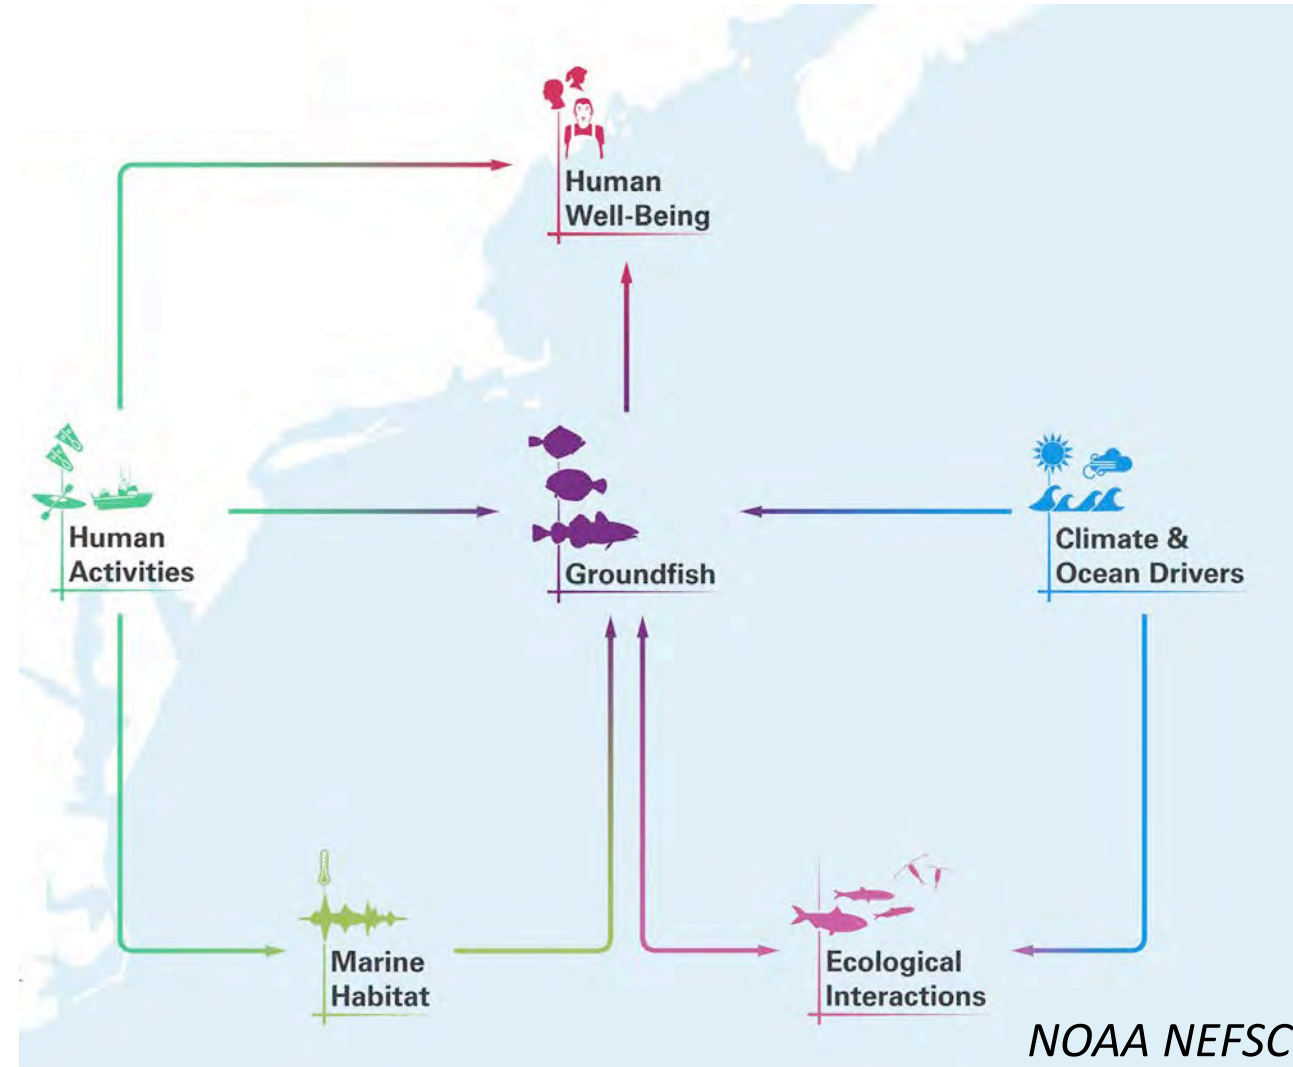 Human
Well-Being
Human
Activities
Groundfish
Climate &
Ocean Drivers
Marine
Habitat
Ecological
Interactions
NOAA NEFSC